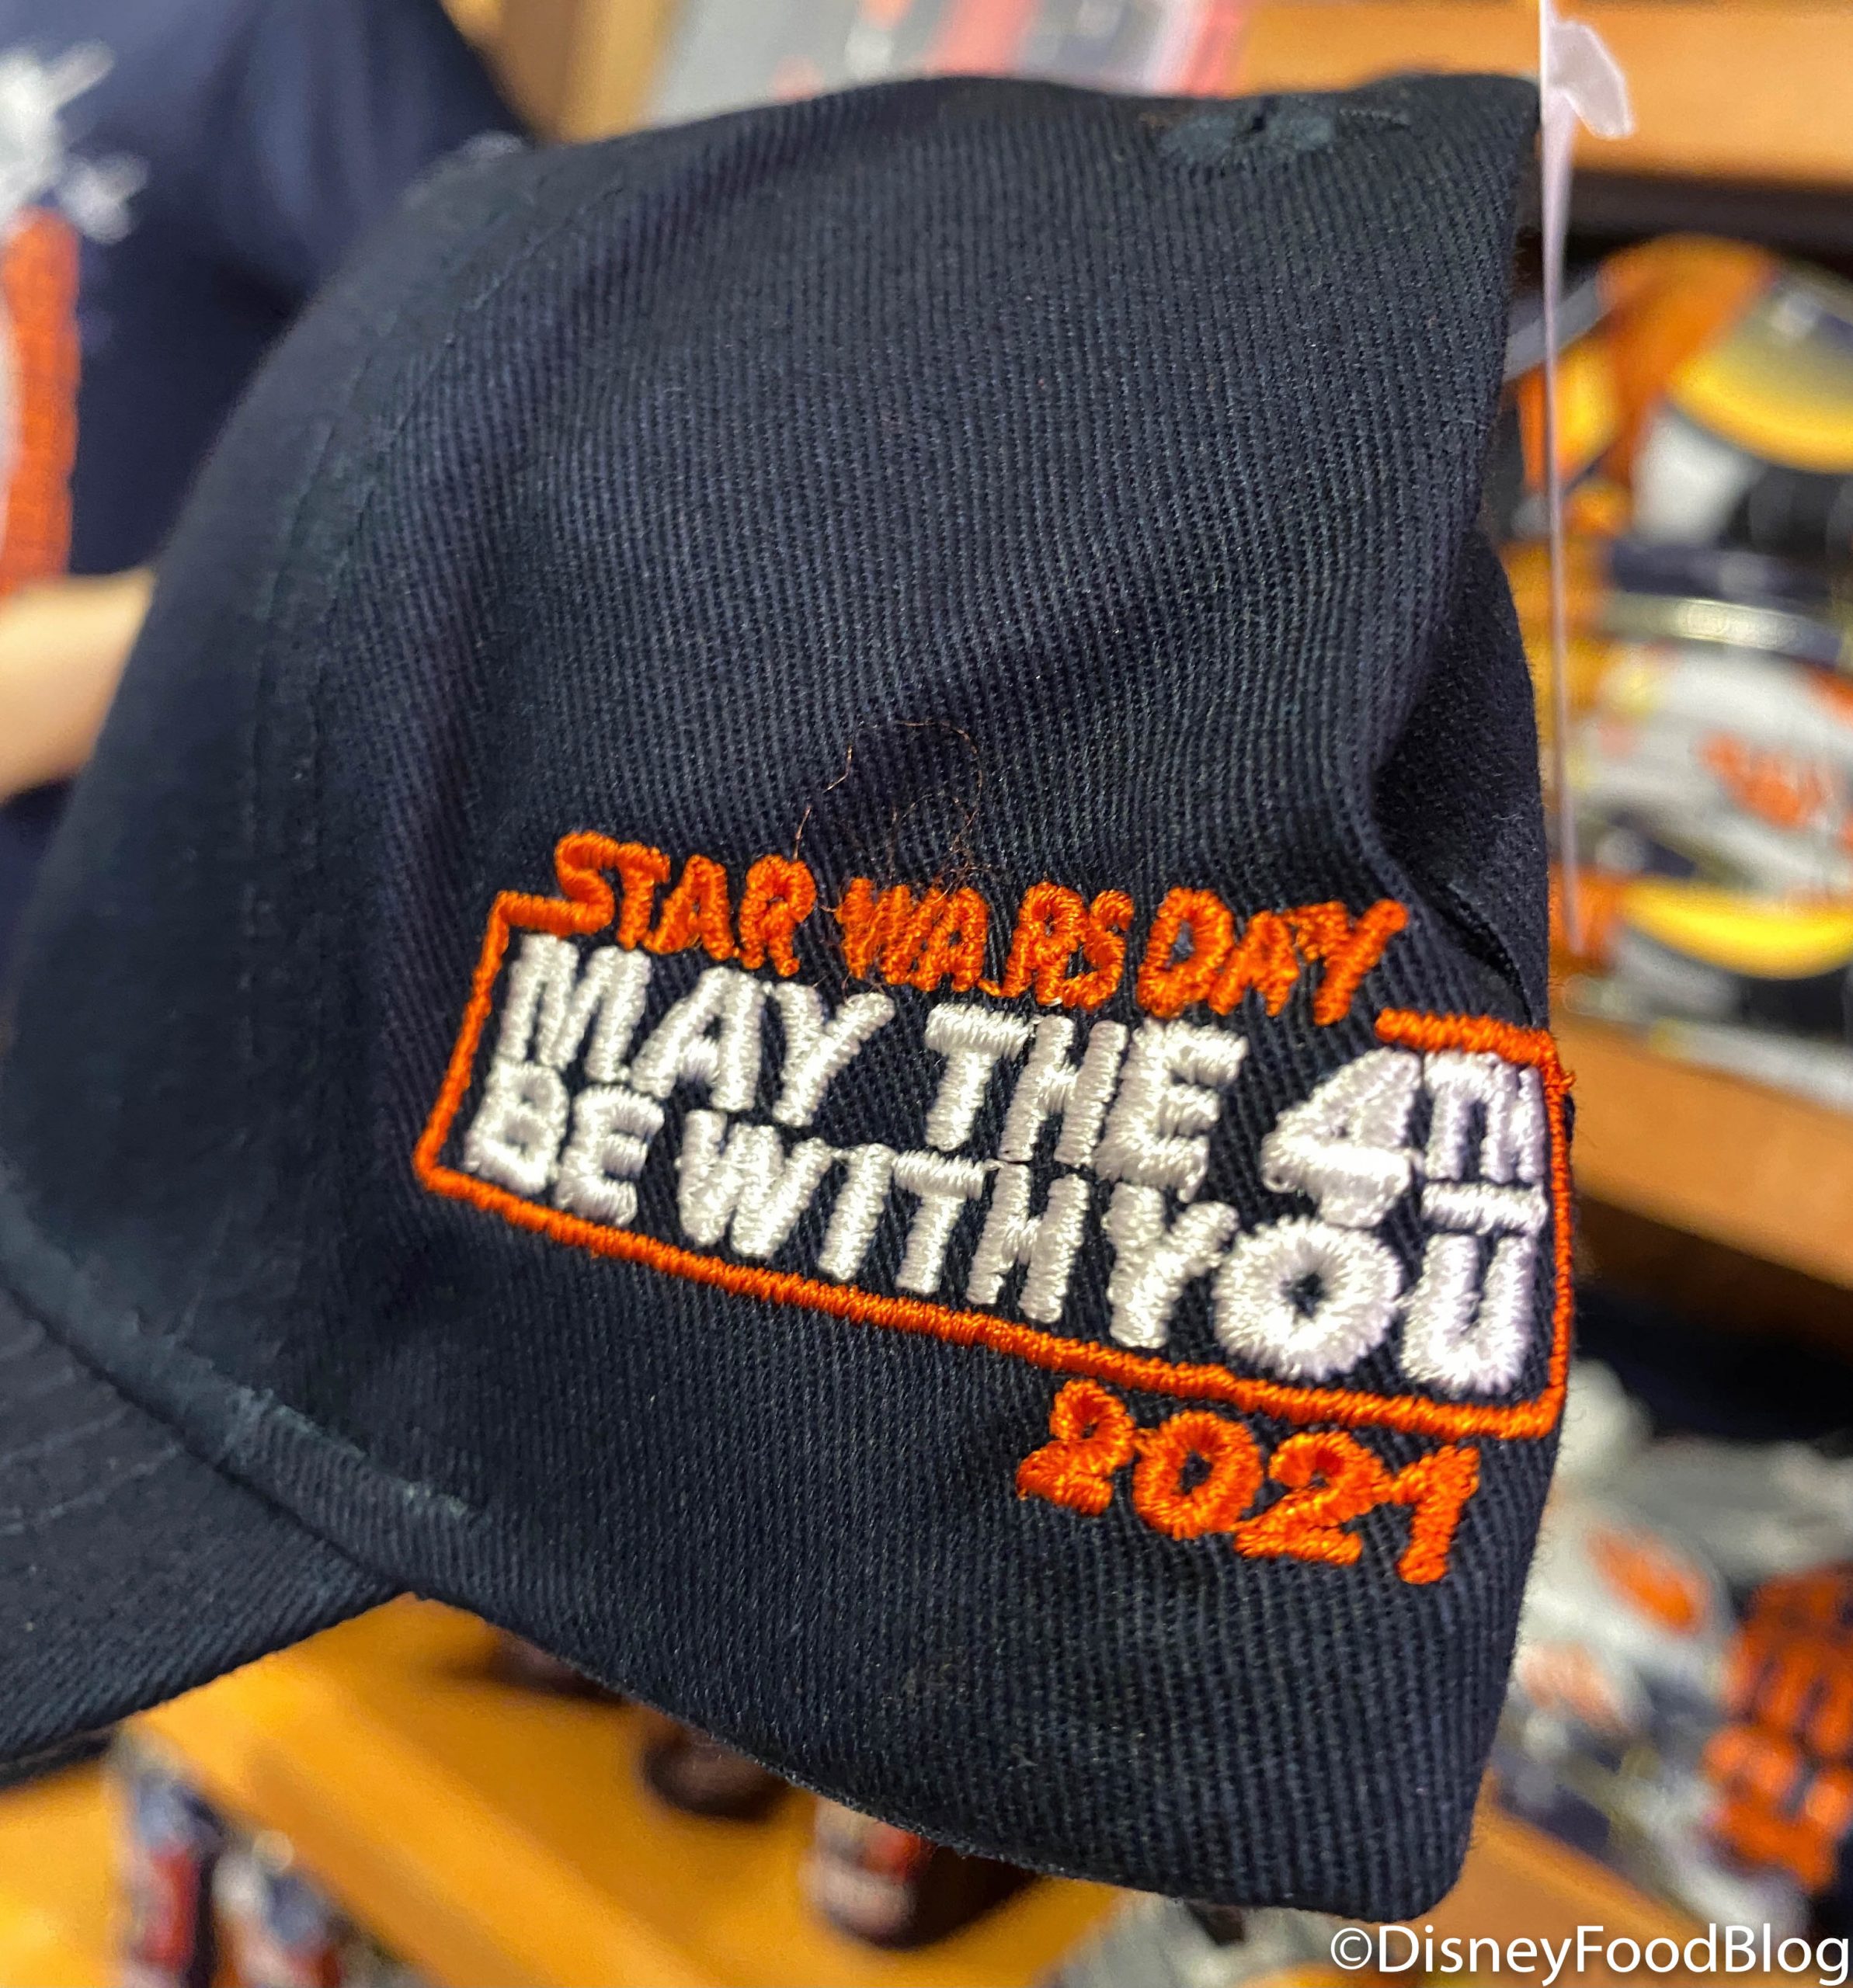 STAR WARS DAY
MAY THE 4TH
BE WITH YOU
2021
©DisneyFoodBlog